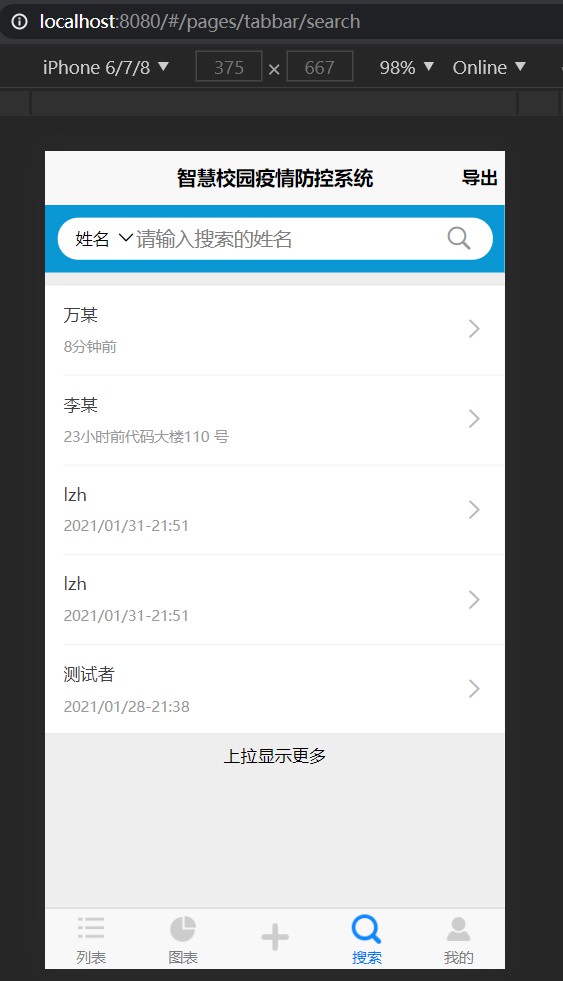 localhost:8080/#/pages/tabbar/search
iPhone 6/7/8 ▼ 375 × 667 98% ▼ Online ▼
智慧校园疫情防控系统 导出
姓名 请输入搜索的姓名
万某
8分钟前
李某
23小时前代码大楼110 号
lzh
2021/01/31-21:51
lzh
2021/01/31-21:51
测试者
2021/01/28-21:38
上拉显示更多
列表 图表 搜索 我的